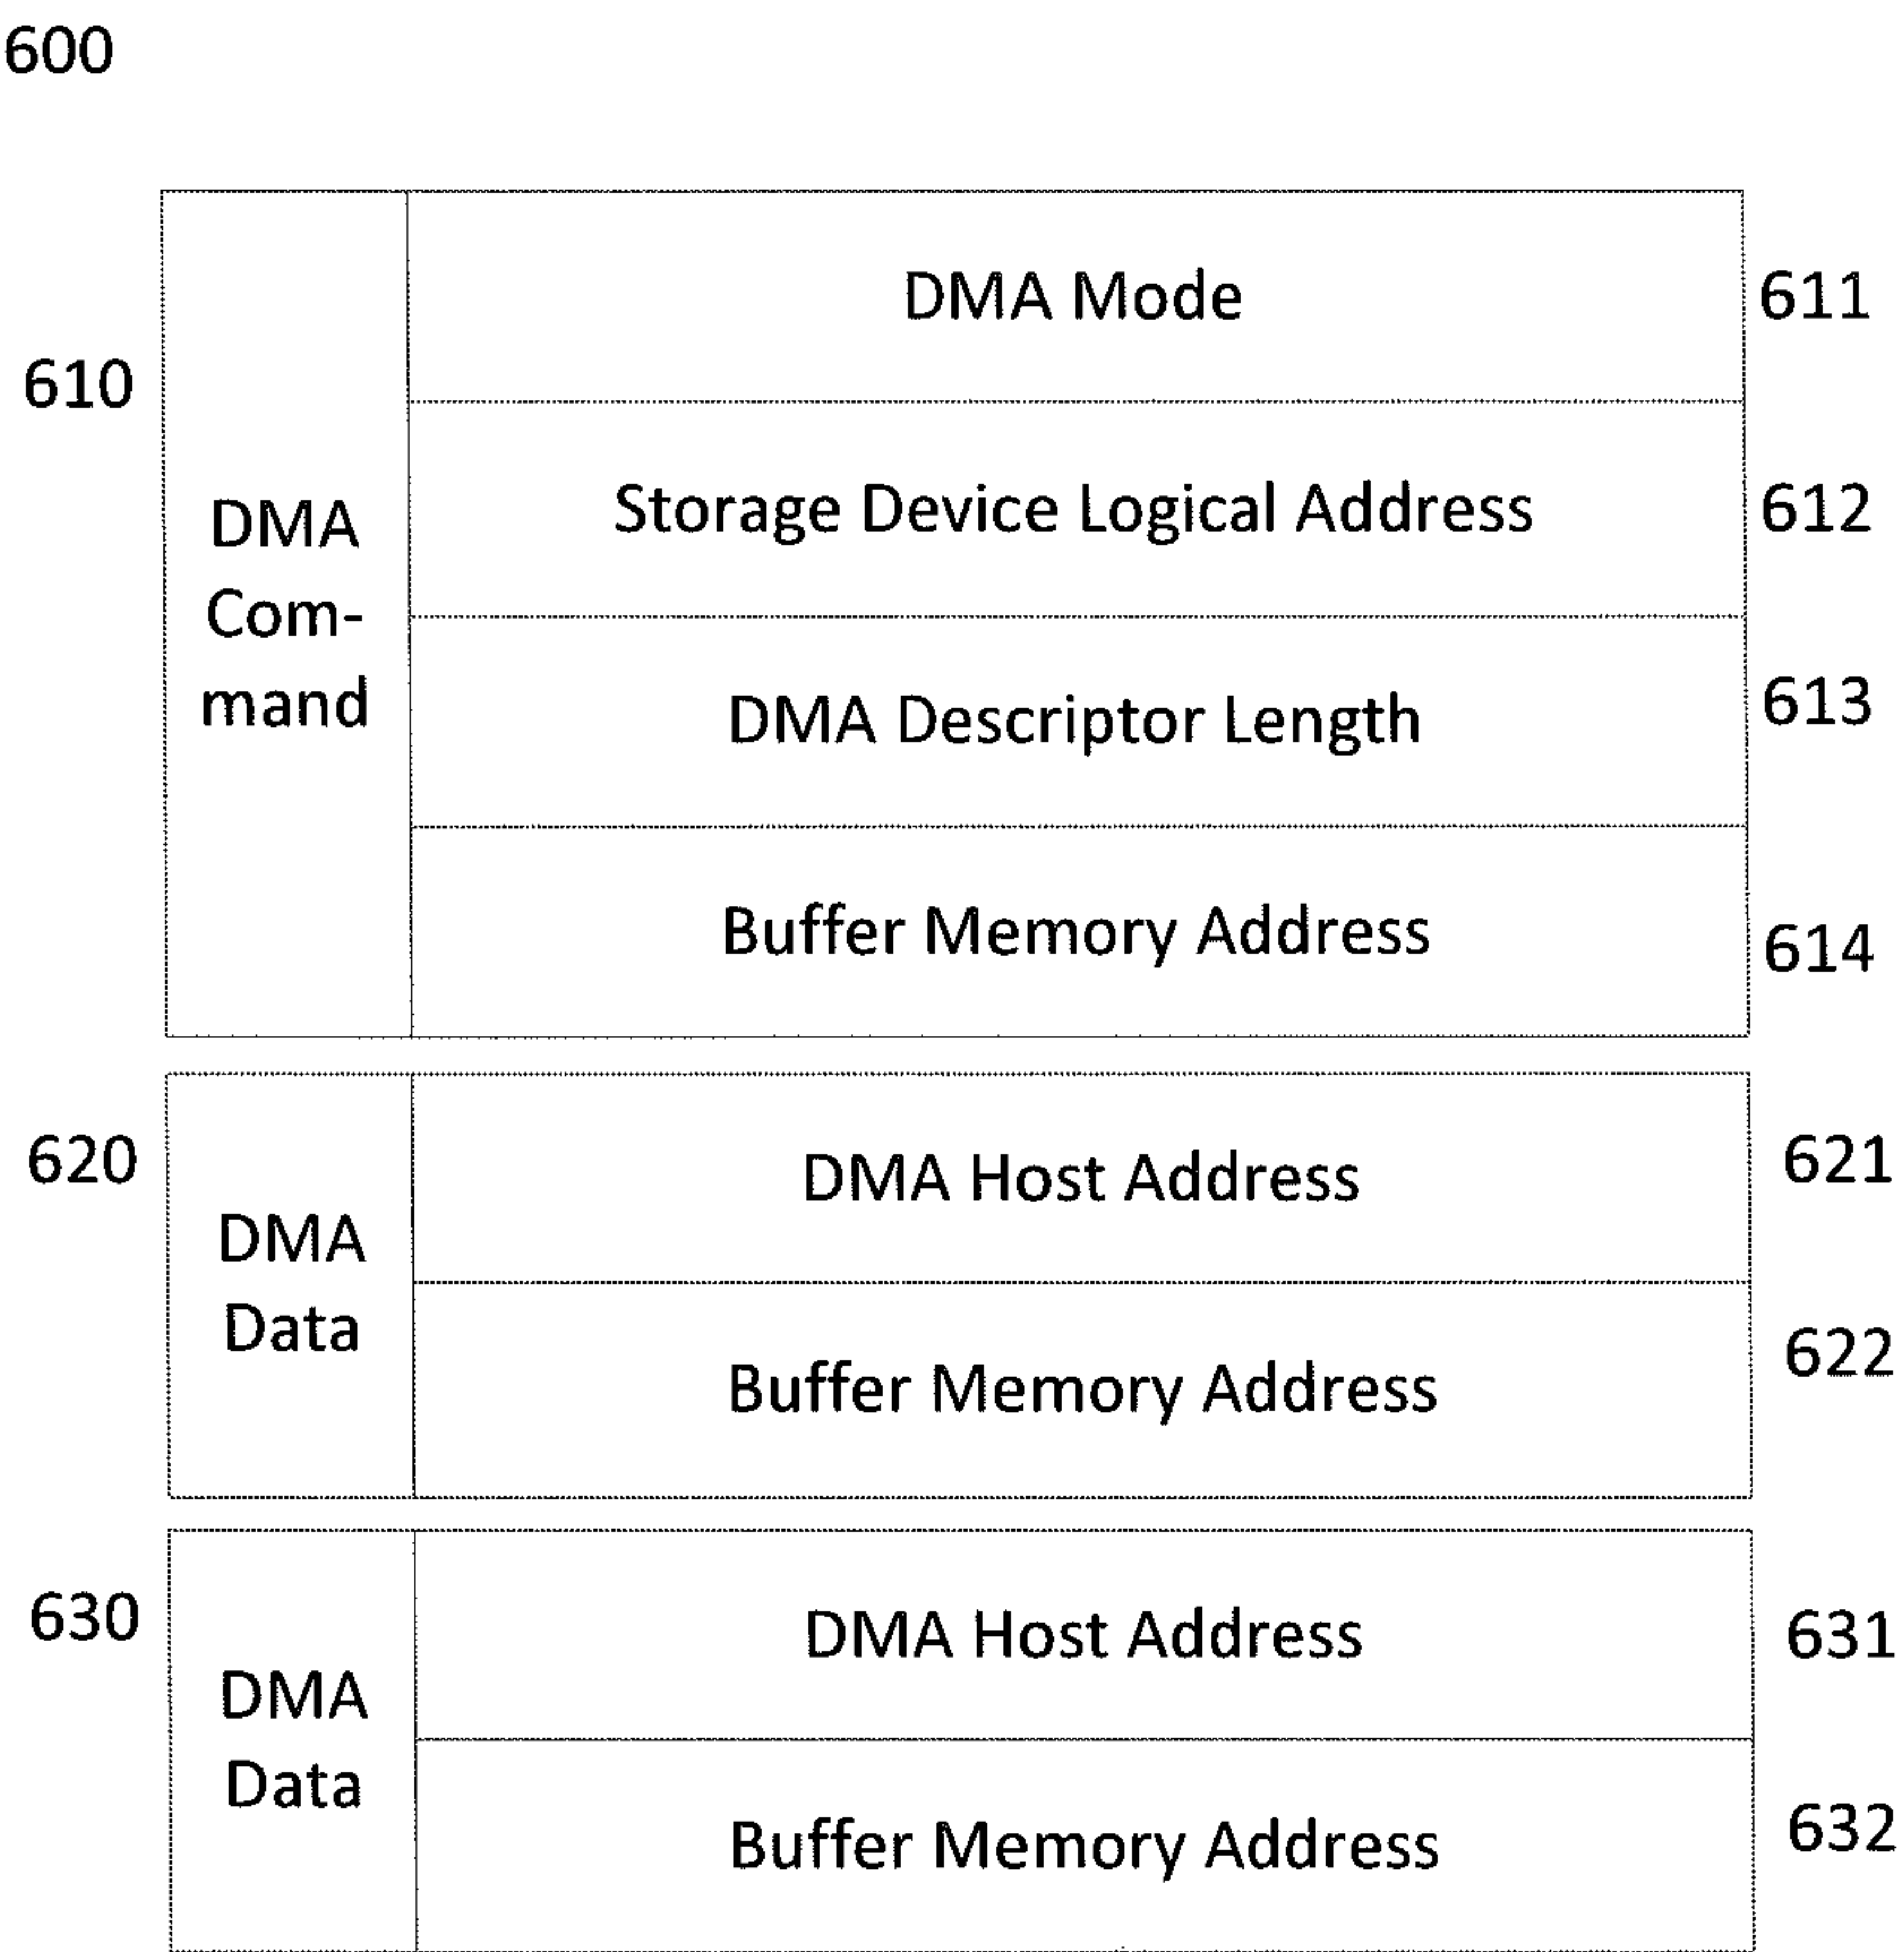 600
610
DMA
Com-
mand
DMA Mode
611
Storage Device Logical Address
612
DMA Descriptor Length
613
Buffer Memory Address
614
620
DMA
Data
DMA Host Address
621
Buffer Memory Address
622
630
DMA
Data
DMA Host Address
631
Buffer Memory Address
632